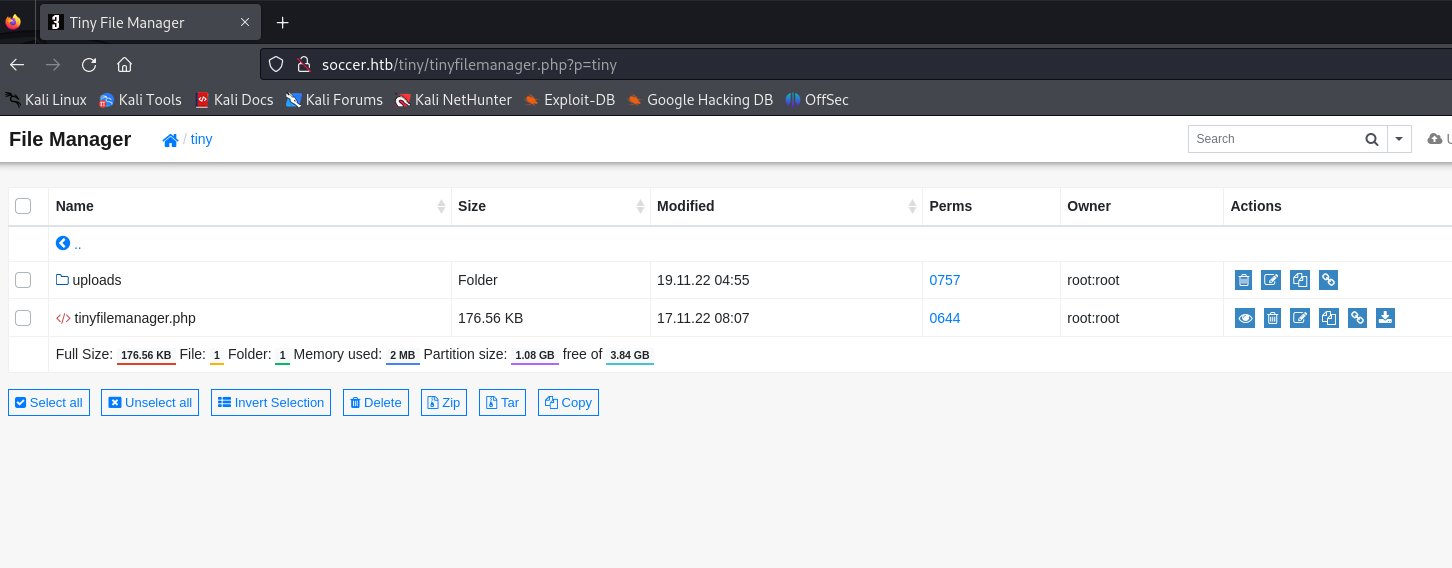 Tiny File Manager
soccer.htb/tiny/tinyfilemanager.php?p=tiny
Kali Linux Kali Tools Kali Docs Kali Forums Kali NetHunter Exploit-DB Google Hacking DB OffSec
File Manager / tiny Search U
Name Size Modified Perms Owner Actions
..
uploads Folder 19.11.22 04:55 0757 root:root
</> tinyfilemanager.php 176.56 KB 17.11.22 08:07 0644 root:root
Full Size: 176.56 KB File: 1 Folder: 1 Memory used: 2 MB Partition size: 1.08 GB free of 3.84 GB
Select all Unselect all Invert Selection Delete Zip Tar Copy